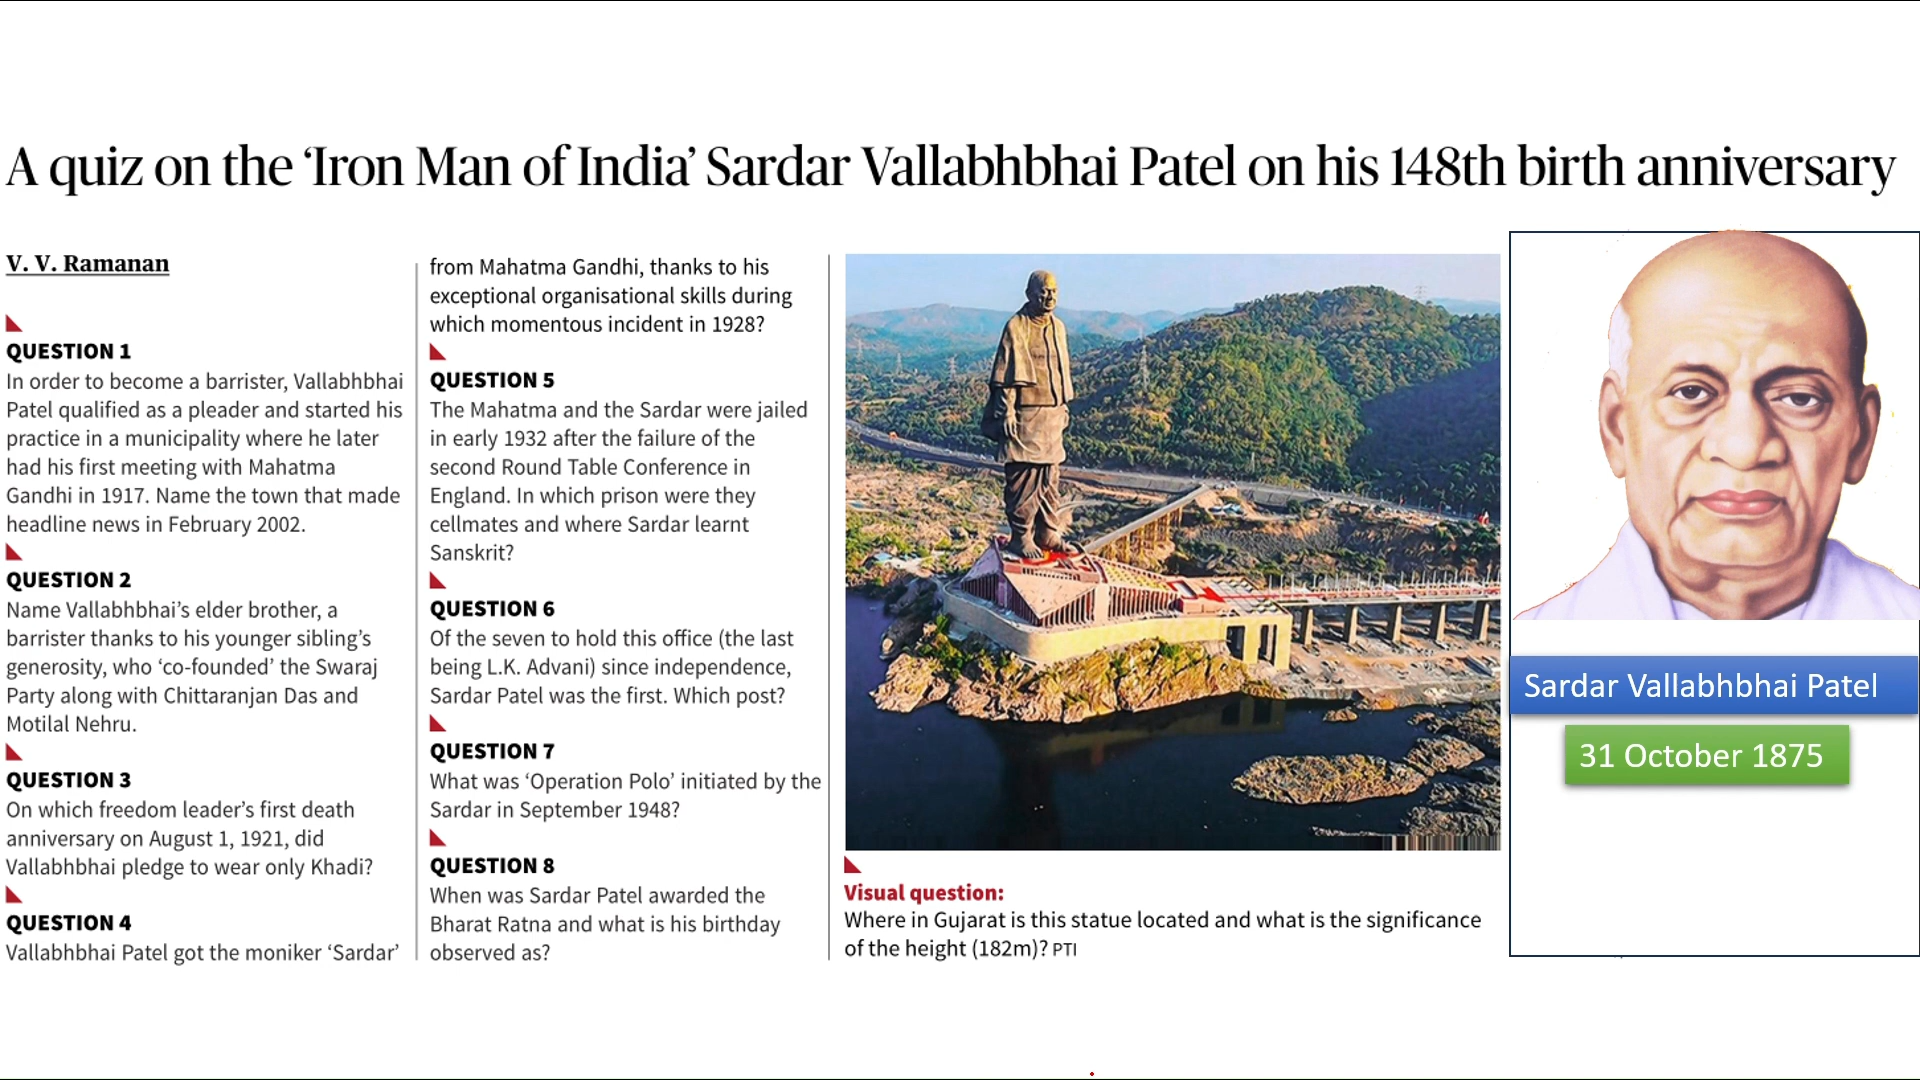 A quiz on the ‘Iron Man of India’ Sardar Vallabhbhai Patel on his 148th birth anniversary
V. V. Ramanan
QUESTION 1
In order to become a barrister, Vallabhbhai
Patel qualified as a pleader and started his
practice in a municipality where he later
had his first meeting with Mahatma
Gandhi in 1917. Name the town that made
headline news in February 2002.
QUESTION 2
Name Vallabhbhai’s elder brother, a
barrister thanks to his younger sibling’s
generosity, who ‘co-founded’ the Swaraj
Party along with Chittaranjan Das and
Motilal Nehru.
QUESTION 3
On which freedom leader’s first death
anniversary on August 1, 1921, did
Vallabhbhai pledge to wear only Khadi?
QUESTION 4
Vallabhbhai Patel got the moniker ‘Sardar’
from Mahatma Gandhi, thanks to his
exceptional organisational skills during
which momentous incident in 1928?
QUESTION 5
The Mahatma and the Sardar were jailed
in early 1932 after the failure of the
second Round Table Conference in
England. In which prison were they
cellmates and where Sardar learnt
Sanskrit?
QUESTION 6
Of the seven to hold this office (the last
being L.K. Advani) since independence,
Sardar Patel was the first. Which post?
QUESTION 7
What was ‘Operation Polo’ initiated by the
Sardar in September 1948?
QUESTION 8
When was Sardar Patel awarded the
Bharat Ratna and what is his birthday
observed as?
Visual question:
Where in Gujarat is this statue located and what is the significance
of the height (182m)? PTI
Sardar Vallabhbhai Patel
31 October 1875